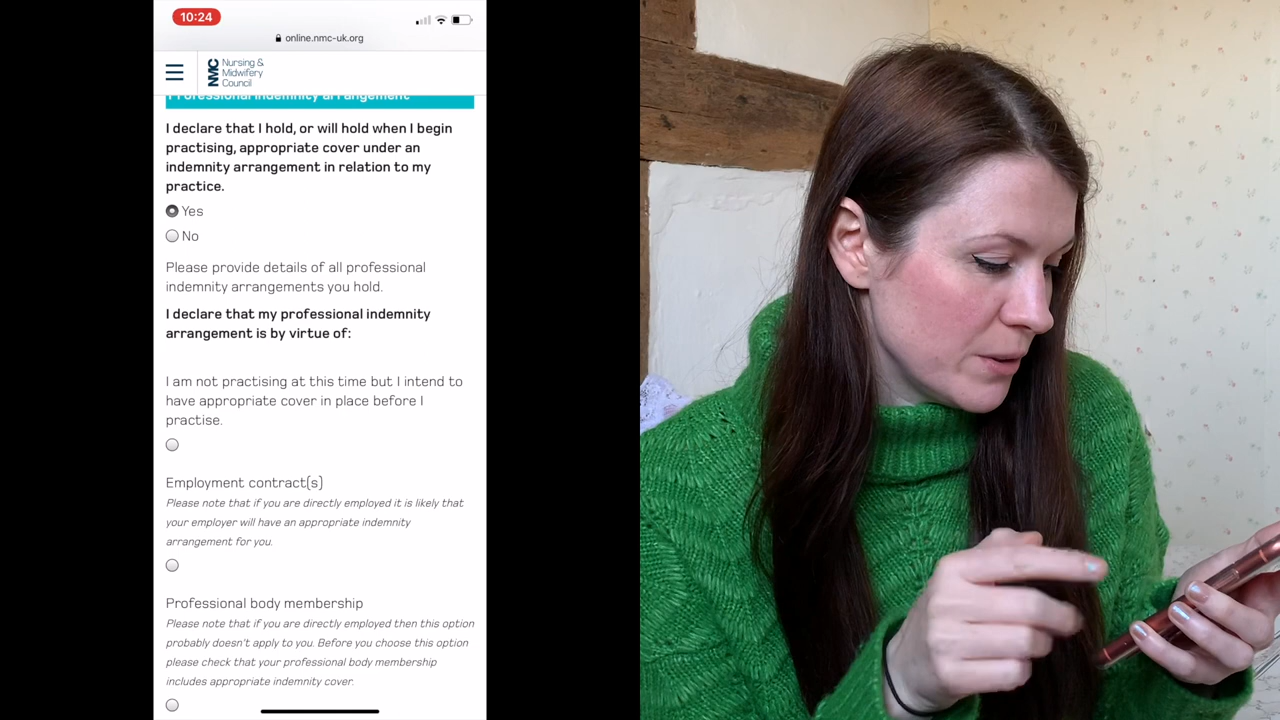 10:24
online.nmc-uk.org
NMC
Nursing &
Midwifery
Council
Professional indemnity arrangement
I declare that I hold, or will hold when I begin
practising, appropriate cover under an
indemnity arrangement in relation to my
practice.
Yes
No
Please provide details of all professional
indemnity arrangements you hold.
I declare that my professional indemnity
arrangement is by virtue of:
I am not practising at this time but I intend to
have appropriate cover in place before I
practise.
Employment contract(s)
Please note that if you are directly employed it is likely that
your employer will have an appropriate indemnity
arrangement for you.
Professional body membership
Please note that if you are directly employed then this option
probably doesn't apply to you. Before you choose this option
please check that your professional body membership
includes appropriate indemnity cover.